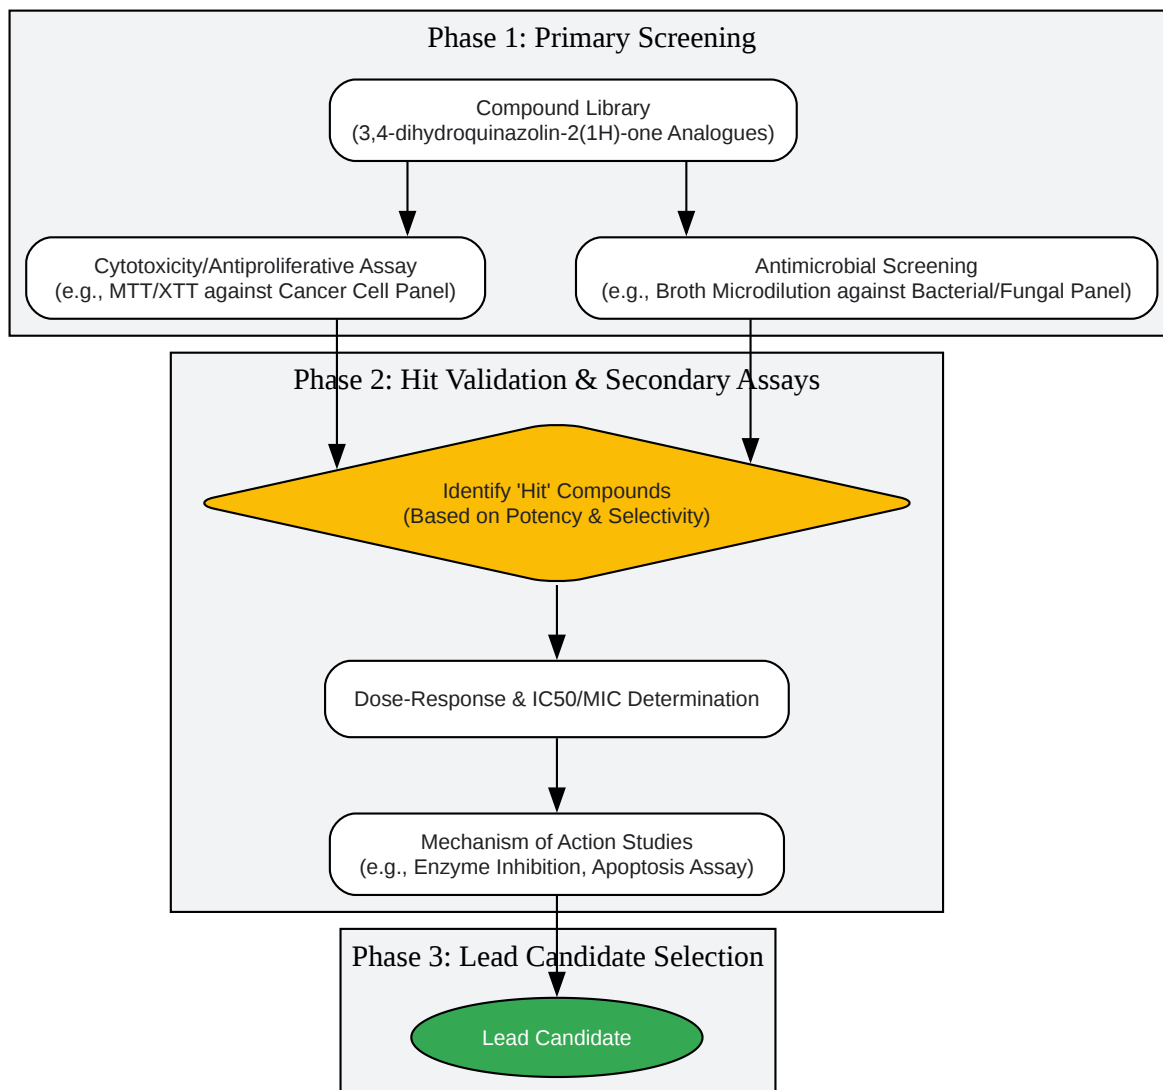 Phase 1: Primary Screening
Compound Library
(3,4-dihydroquinazolin-2(1H)-one Analogues)
Cytotoxicity/Antiproliferative Assay
(e.g., MTT/XTT against Cancer Cell Panel)
Antimicrobial Screening
(e.g., Broth Microdilution against Bacterial/Fungal Panel)
Phase 2: Hit Validation & Secondary Assays
Identify 'Hit' Compounds
(Based on Potency & Selectivity)
Dose-Response & IC50/MIC Determination
Mechanism of Action Studies
(e.g., Enzyme Inhibition, Apoptosis Assay)
Phase 3: Lead Candidate Selection
Lead Candidate